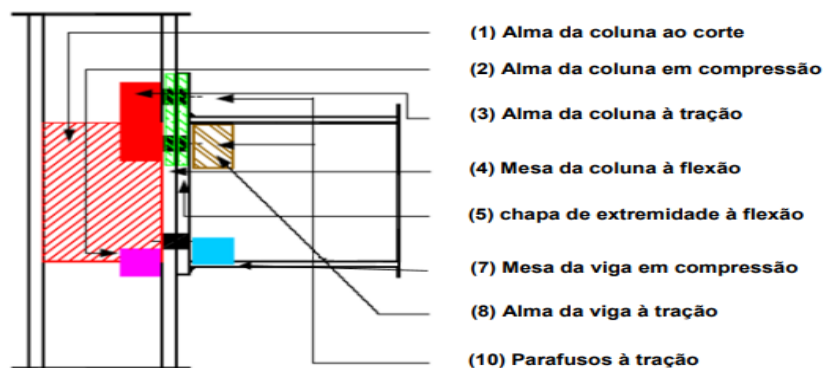 (1) Alma da coluna ao corte
(2) Alma da coluna em compressão
(3) Alma da coluna à tração
(4) Mesa da coluna à flexão
(5) chapa de extremidade à flexão
(7) Mesa da viga em compressão
(8) Alma da viga à tração
(10) Parafusos à tração